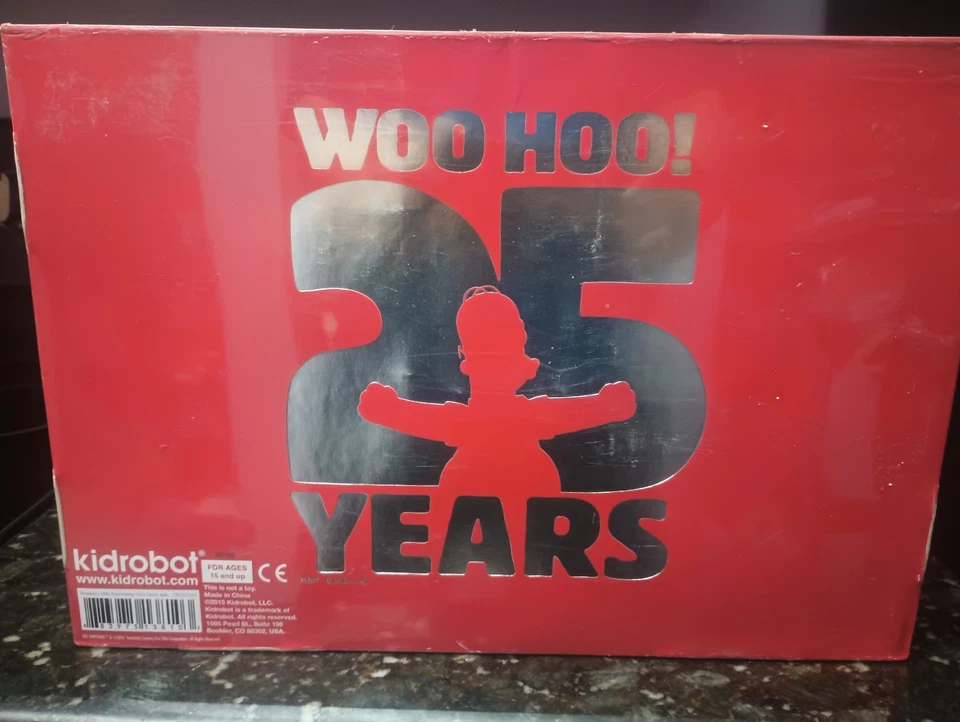 WOO HOO!
25
YEARS
kidrobot®
www.kidrobot.com
FOR AGES
15 and up
CE
This is not a toy.
Made in China
©2015 Kidrobot, LLC.
Kidrobot is a trademark of
Kidrobot. All rights reserved.
1500 Pearl St., Suite 100
Boulder, CO 80302, USA.